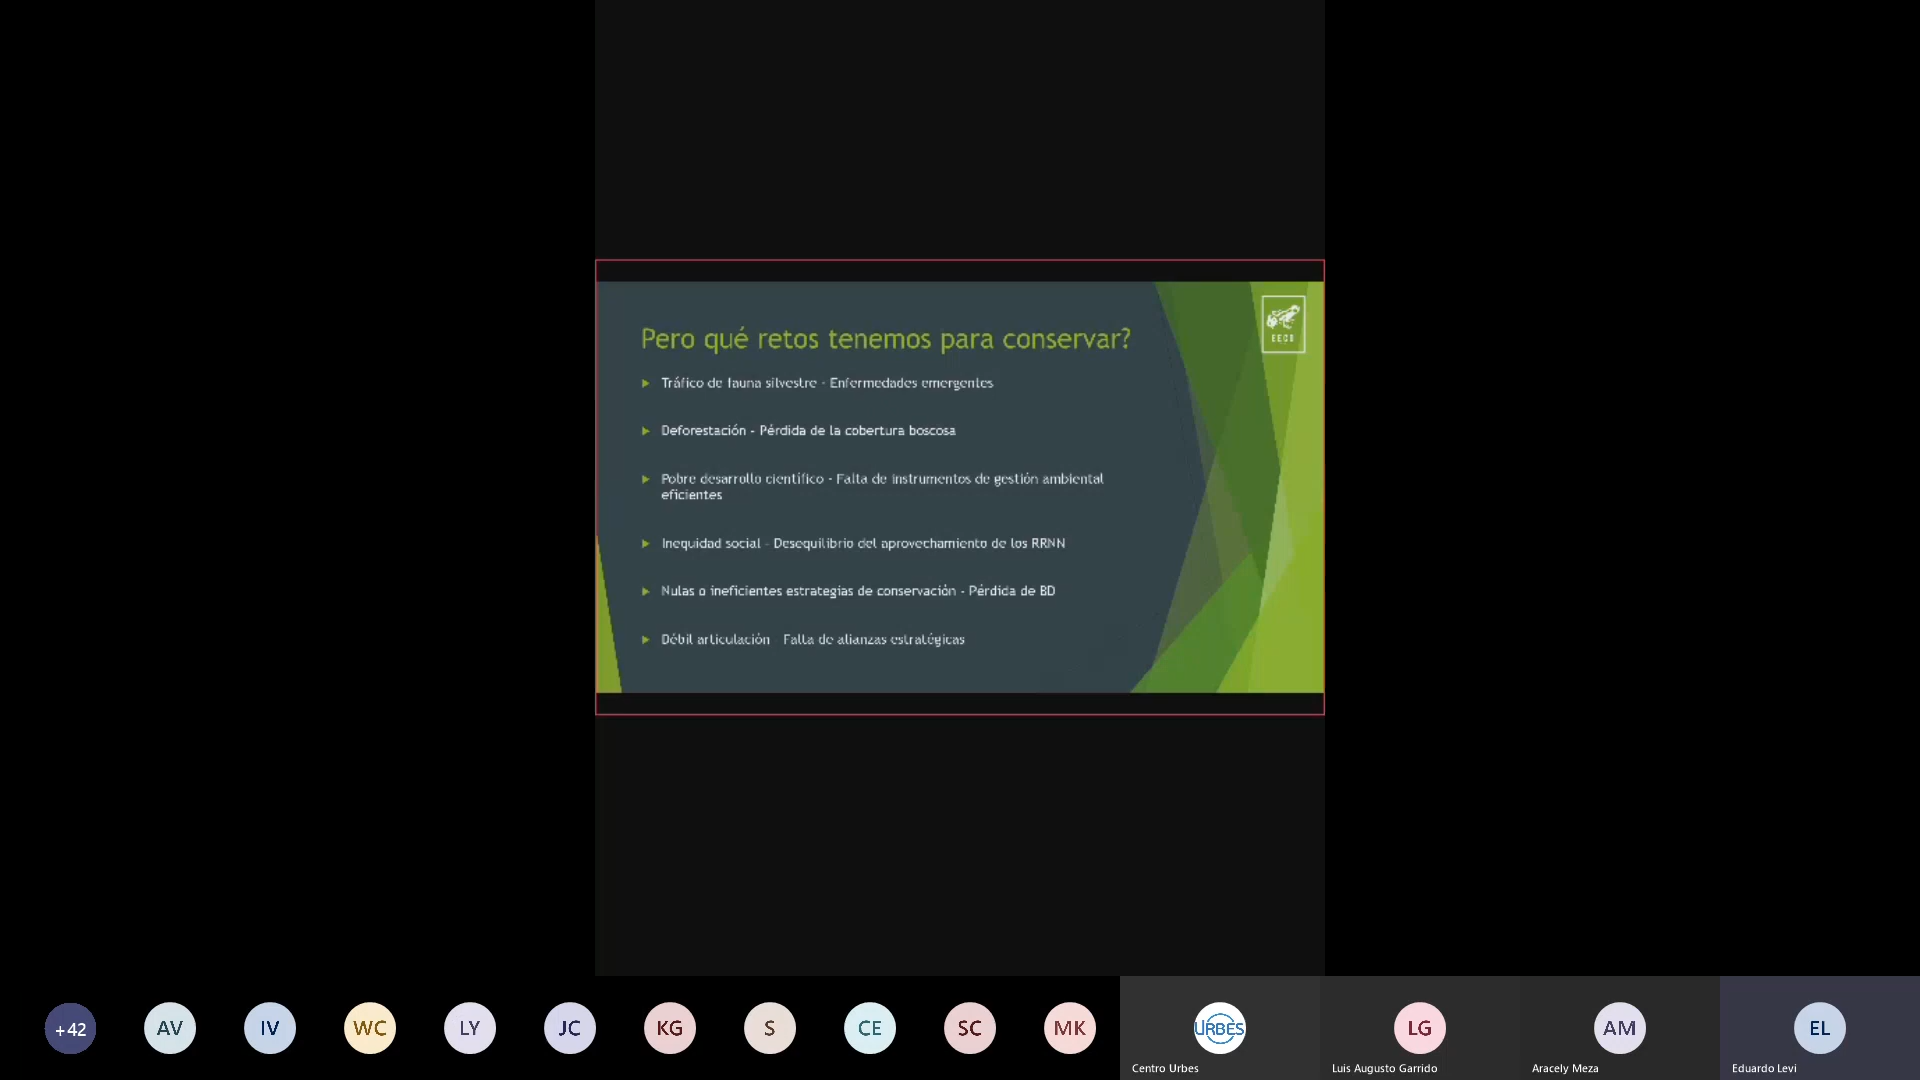 Pero qué retos tenemos para conservar?
EECO
Tráfico de fauna silvestre - Enfermedades emergentes
Deforestación - Pérdida de la cobertura boscosa
Pobre desarrollo científico - Falta de instrumentos de gestión ambiental
eficientes
Inequidad social - Desequilibrio del aprovechamiento de los RRNN
Nulas o ineficientes estrategias de conservación - Pérdida de BD
Débil articulación - Falta de alianzas estratégicas
+42
AV
IV
WC
LY
JC
KG
S
CE
SC
MK
URBES
LG
AM
EL
Centro Urbes
Luis Augusto Garrido
Aracely Meza
Eduardo Levi